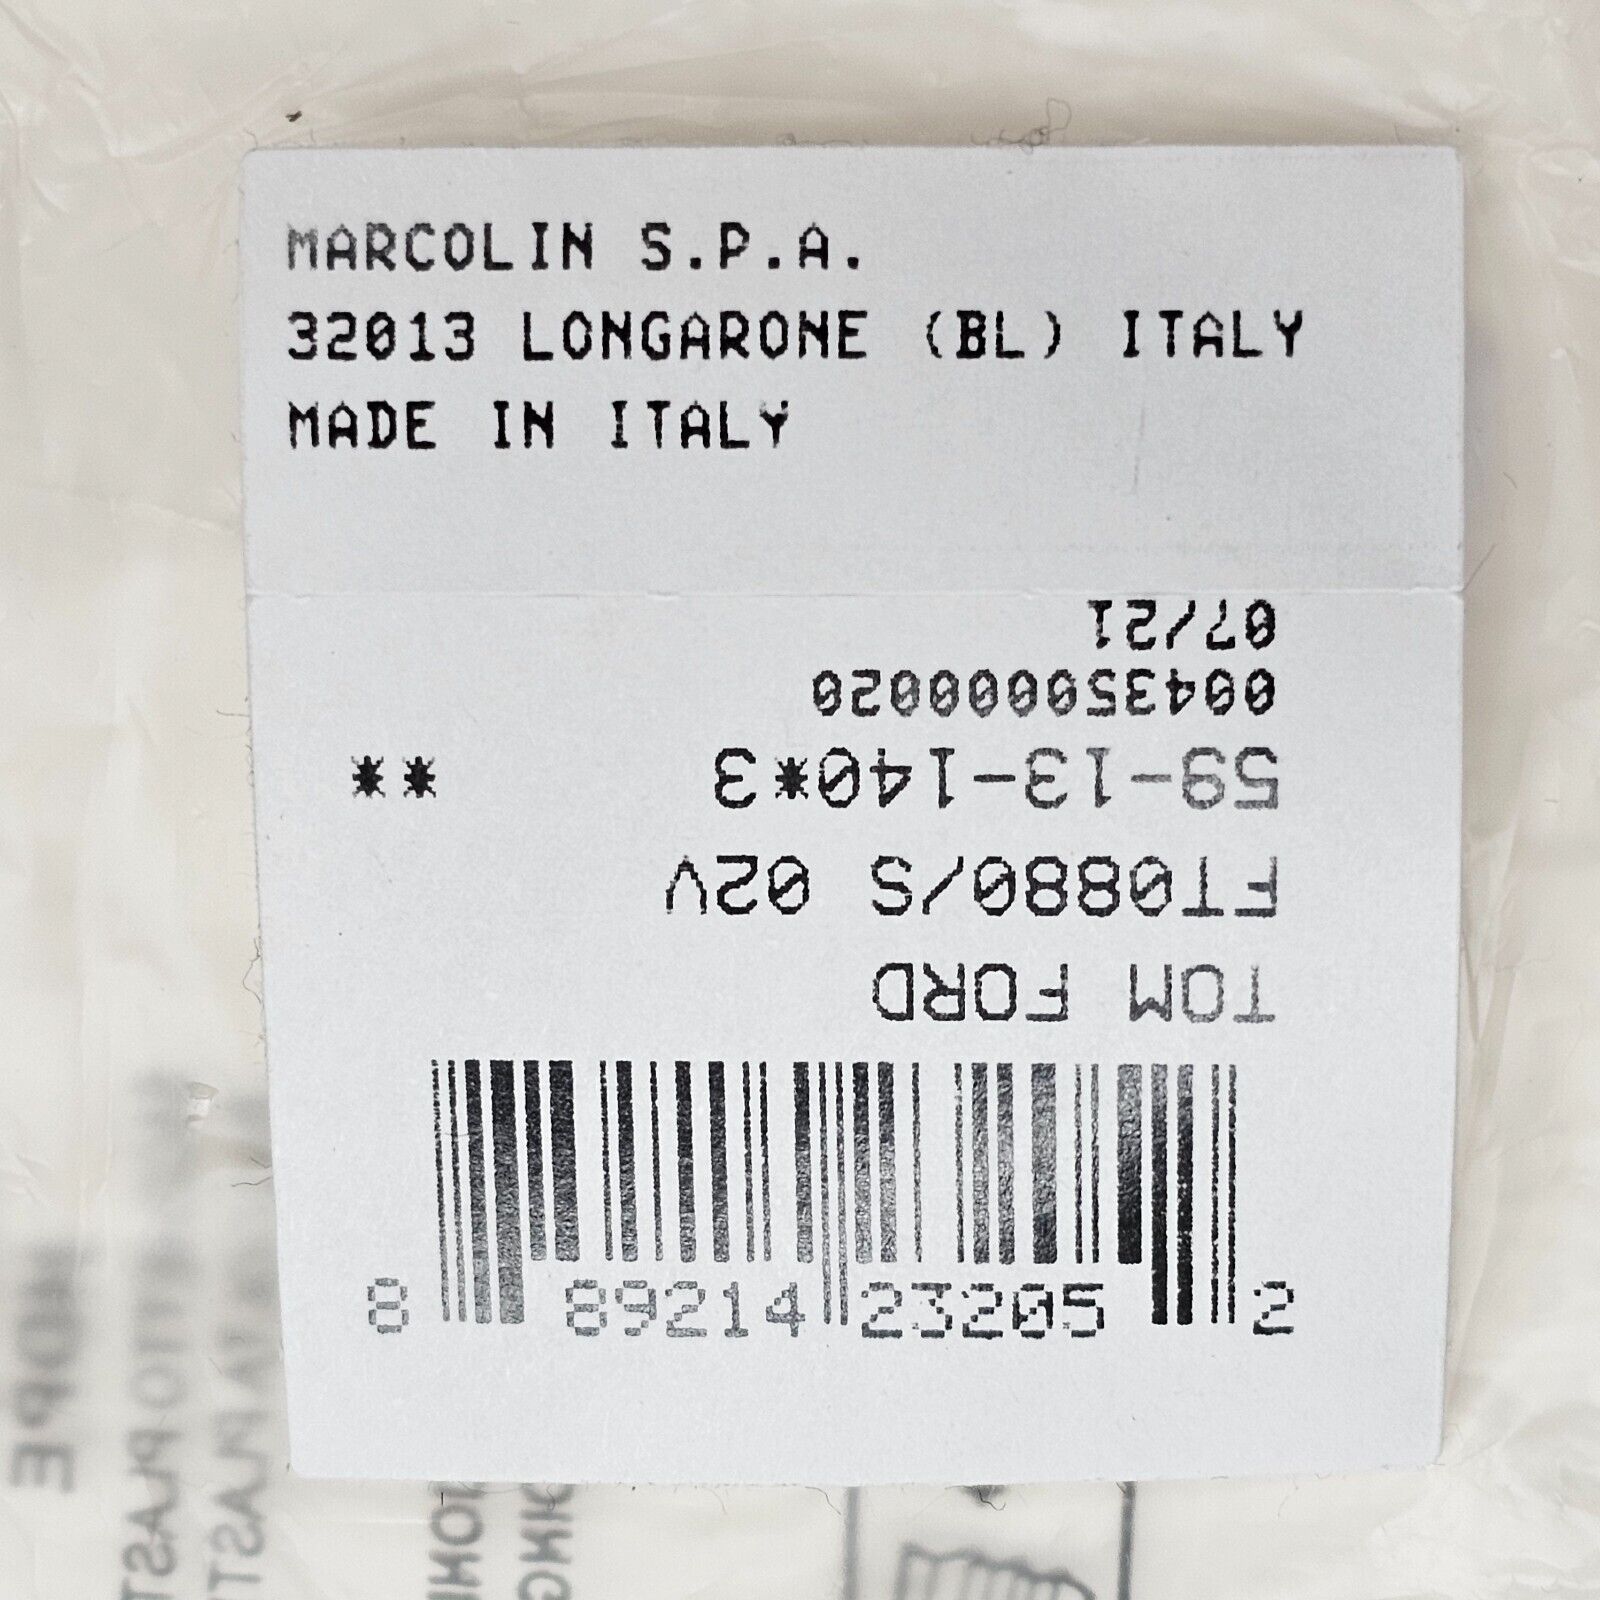 MARCOLIN S.P.A.
32013 LONGARONE (BL) ITALY
MADE IN ITALY
TOM FORD
FT0880/S 02V
59-13-140*3 **
004350000020
07/21
8 89214 23205 2